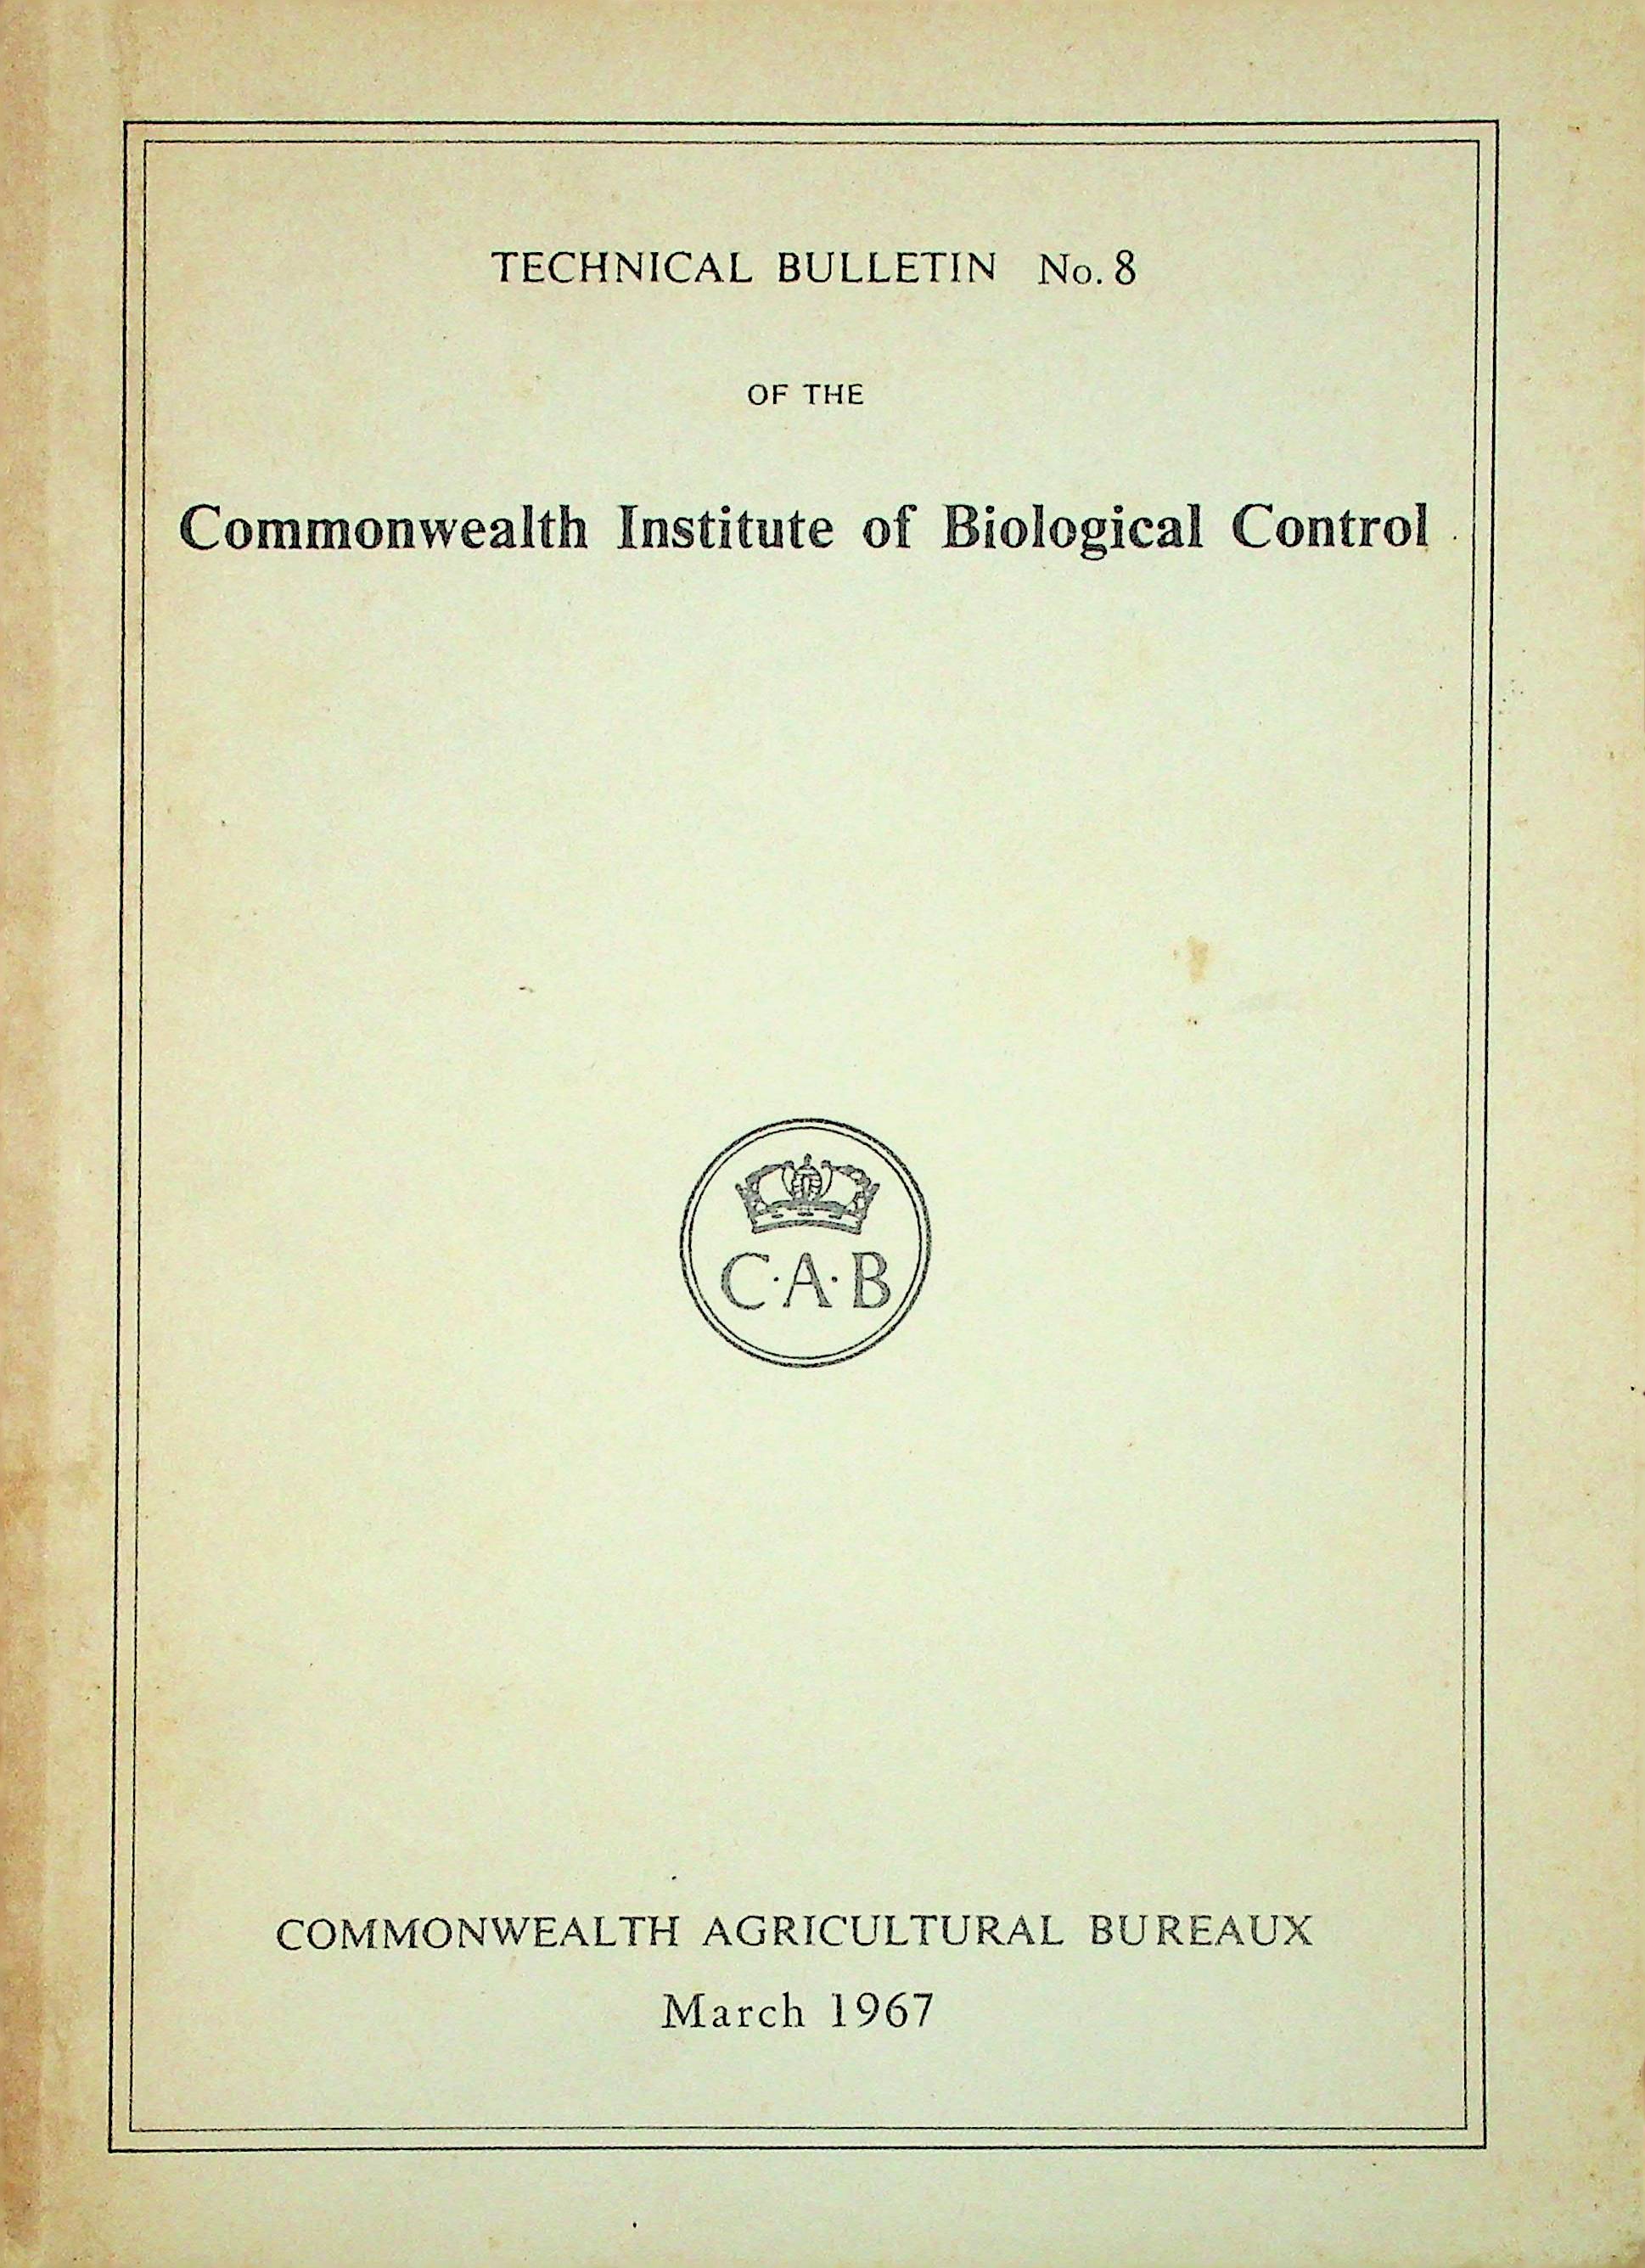 TECHNICAL BULLETIN No. 8
OF THE
Commonwealth Institute of Biological Control
C·A·B
COMMONWEALTH AGRICULTURAL BUREAUX
March 1967